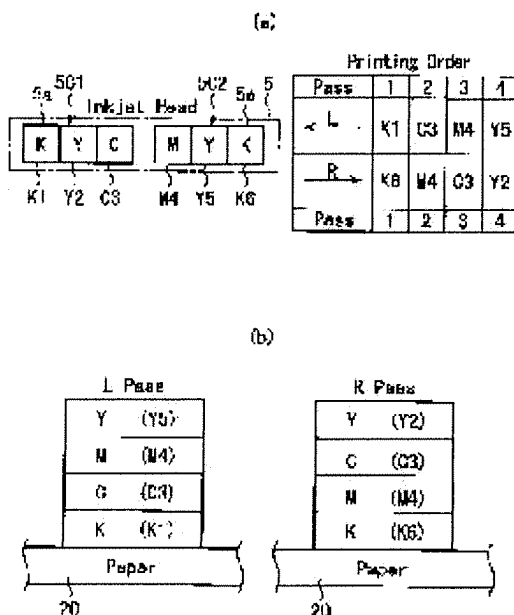 (a)
Printing Order
5a 501 Inkjet Head 502 5a 5
Pass 1 2 3 4
K Y C M Y K
L K1 C3 M4 Y5
K1 Y2 C3 M4 Y5 K6
R K6 M4 C3 Y2
Pass 1 2 3 4
(b)
L Pass R Pass
Y (Y5) Y (Y2)
M (M4) C (C3)
C (C3) M (M4)
K (K1) K (K6)
Paper Paper
20 20